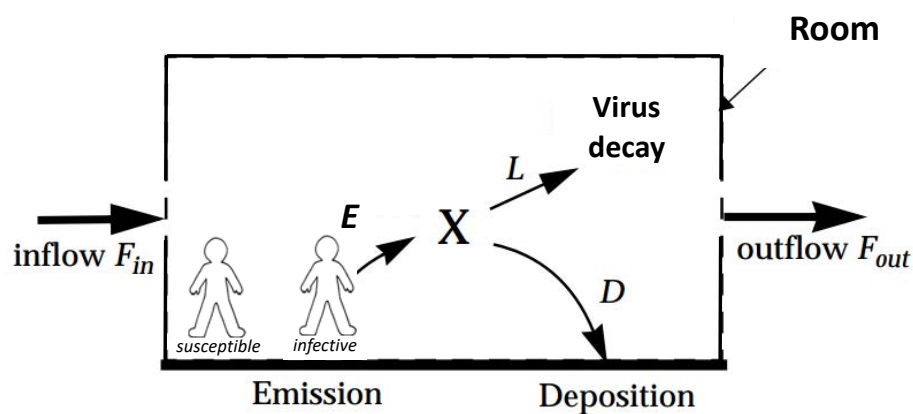 Room
Virus
decay
L
E
X
inflow F_in
outflow F_out
D
susceptible
infective
Emission
Deposition